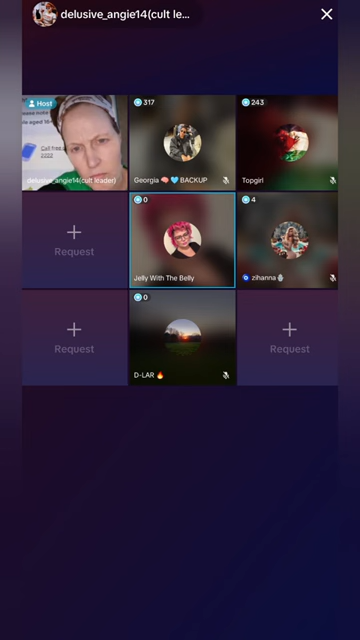 delusive_angie14(cult le...
Host
317
243
delusive_angie14(cult leader)
Georgia 🧠 🩵 BACKUP
Topgirl
0
4
Request
Jelly With The Belly
zihanna
0
Request
D-LAR 🔥
Request